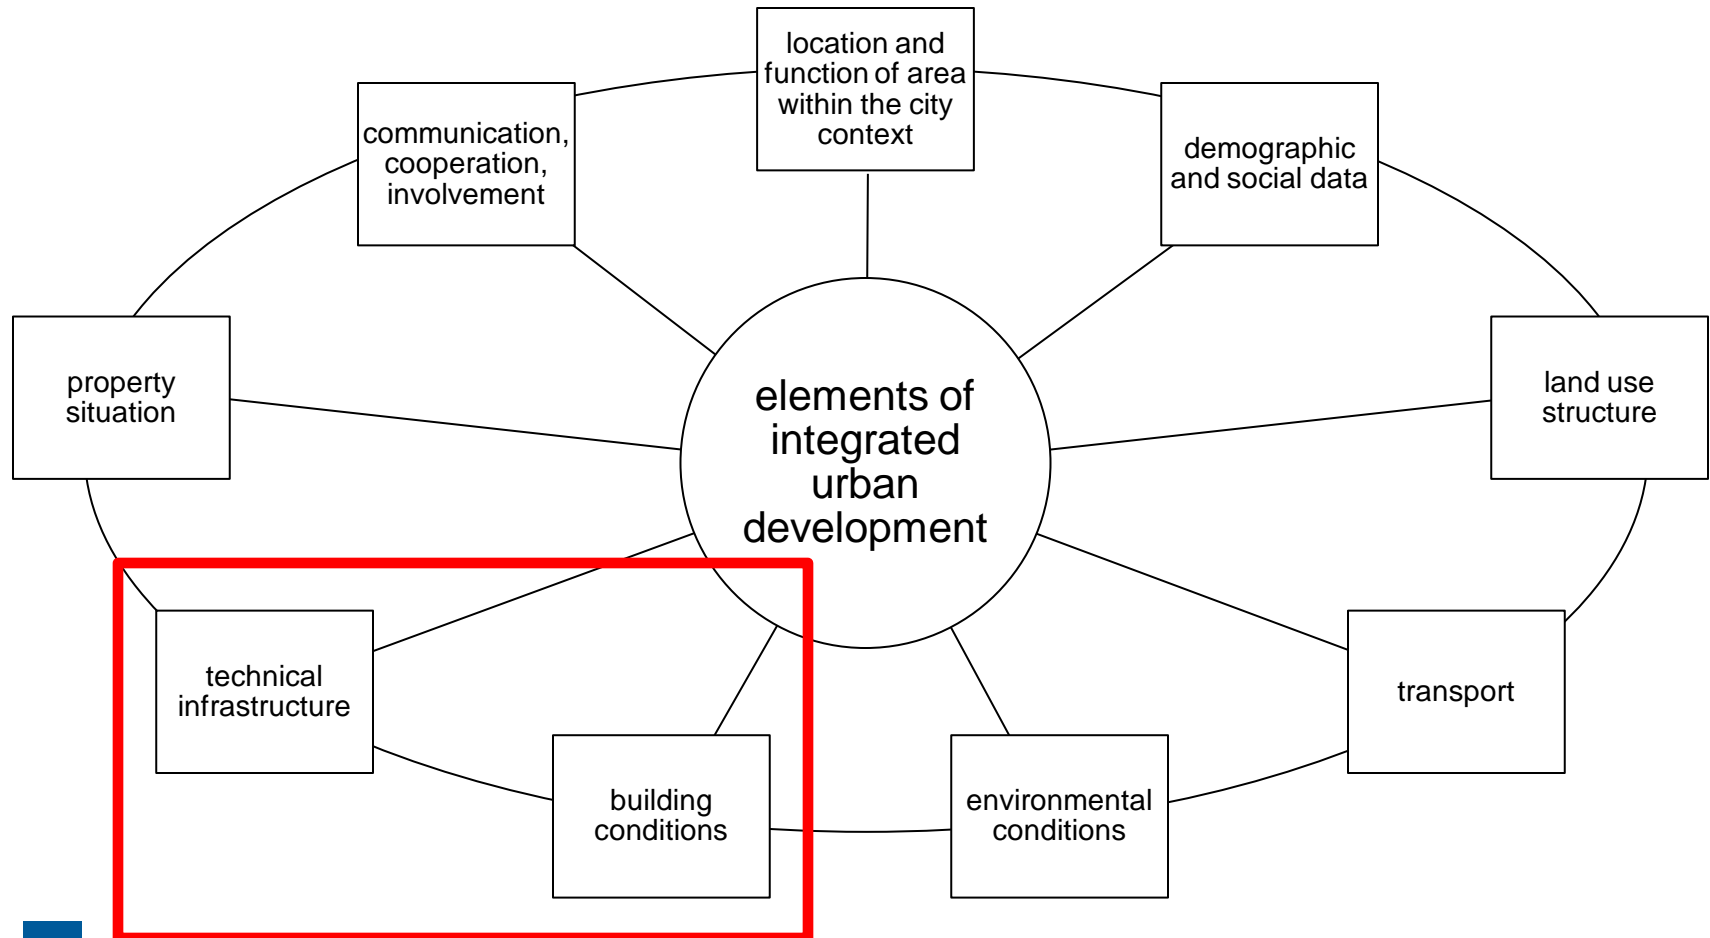 location and
function of area
within the city
context
communication,
cooperation,
involvement
demographic
and social data
property
situation
elements of
integrated
urban
development
land use
structure
technical
infrastructure
transport
building
conditions
environmental
conditions